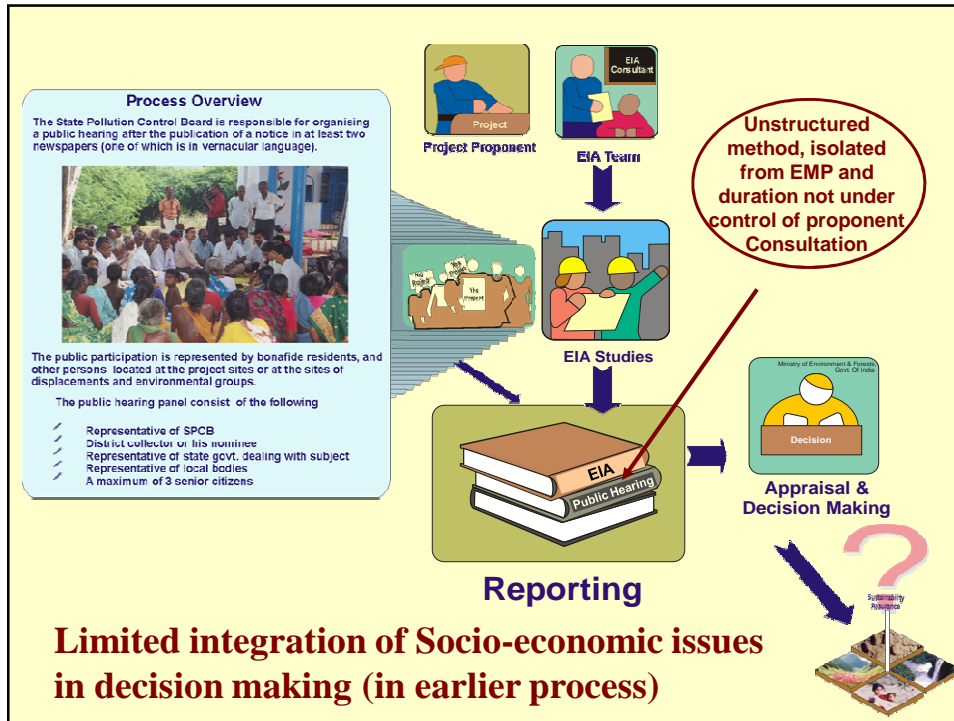 Process Overview
The State Pollution Control Board is responsible for organising
a public hearing after the publication of a notice in at least two
newspapers (one of which is in vernacular language).
The public participation is represented by bonafide residents, and
other persons located at the project sites or at the sites of
displacements and environmental groups.
The public hearing panel consist of the following
Representative of SPCB
District collector or his nominee
Representative of state govt. dealing with subject
Representative of local bodies
A maximum of 3 senior citizens
Project
Project Proponent
EIA
Consultant
EIA Team
Unstructured
method, isolated
from EMP and
duration not under
control of proponent
Consultation
No
Project
Yes
project
Yes
project
EIA Studies
EIA
Public Hearing
Reporting
Ministry of Environment & Forests,
Govt. Of India
Decision
Appraisal &
Decision Making
?
Sustainability
Assurance
Limited integration of Socio-economic issues
in decision making (in earlier process)